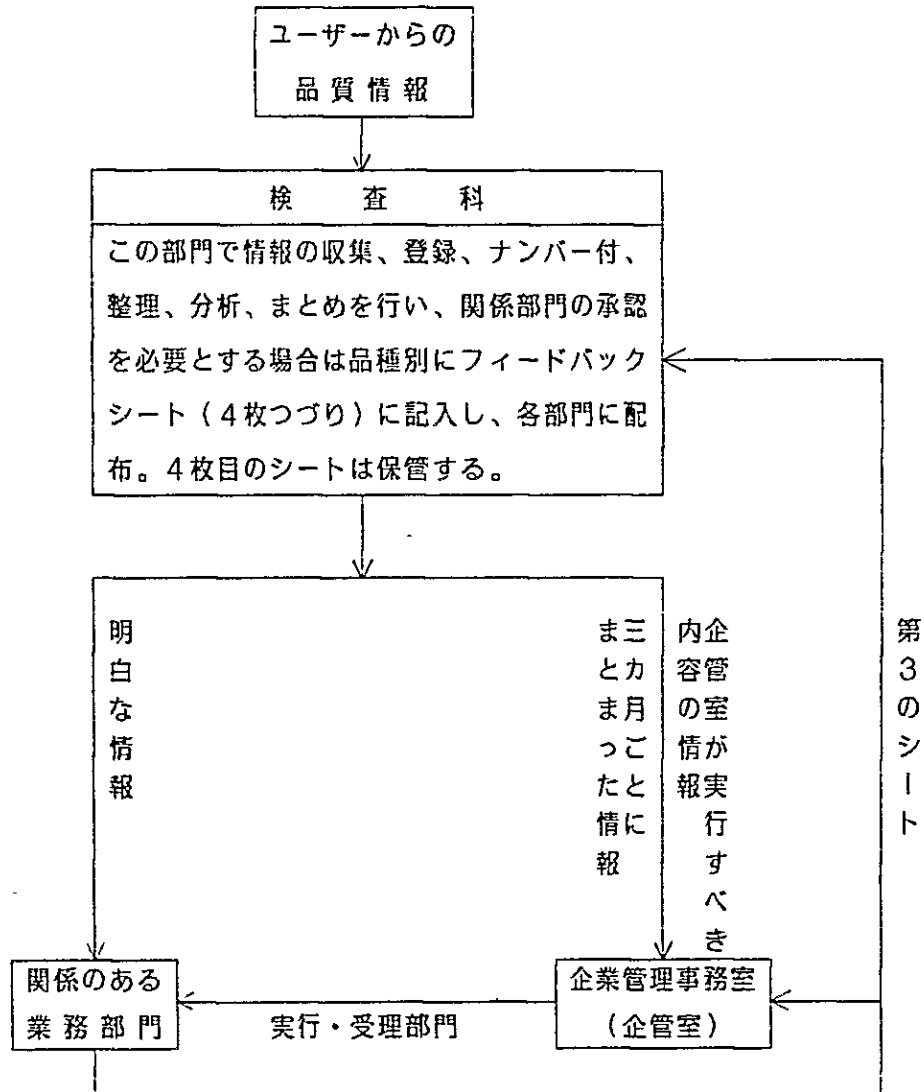 ユーザーからの
品質情報
検査科
この部門で情報の収集、登録、ナンバー付、
整理、分析、まとめを行い、関係部門の承認
を必要とする場合は品種別にフィードバック
シート（4枚つづり）に記入し、各部門に配
布。4枚目のシートは保管する。
明白な情報
三カ月ごとに
まとまった情報
企管室が実行すべき
内容の情報
第3のシート
関係のある
業務部門
実行・受理部門
企業管理事務室
（企管室）